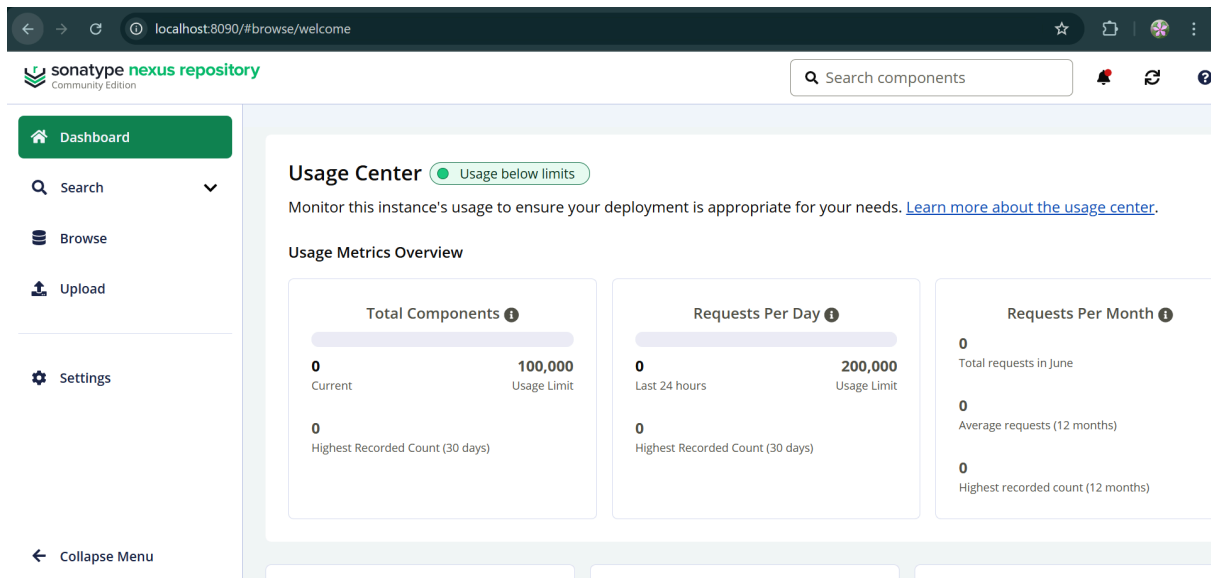 localhost:8090/#browse/welcome
sonatype nexus repository
Community Edition
Search components
Dashboard
Search
Browse
Upload
Settings
Collapse Menu
Usage Center
Usage below limits
Monitor this instance's usage to ensure your deployment is appropriate for your needs. Learn more about the usage center.
Usage Metrics Overview
Total Components
0 100,000
Current Usage Limit
0
Highest Recorded Count (30 days)
Requests Per Day
0 200,000
Last 24 hours Usage Limit
0
Highest Recorded Count (30 days)
Requests Per Month
0
Total requests in June
0
Average requests (12 months)
0
Highest recorded count (12 months)